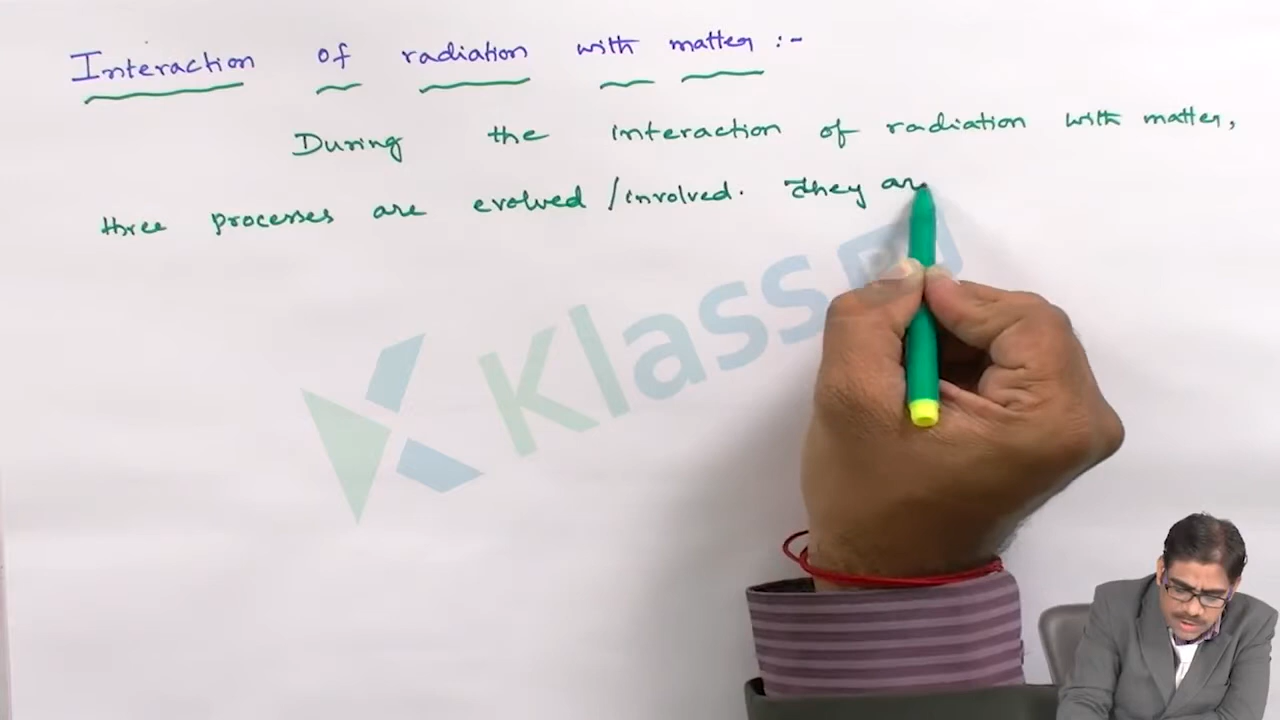 Interaction of radiation with matter :-
During the interaction of radiation with matter,
three processes are evolved / involved. They ar
Klass